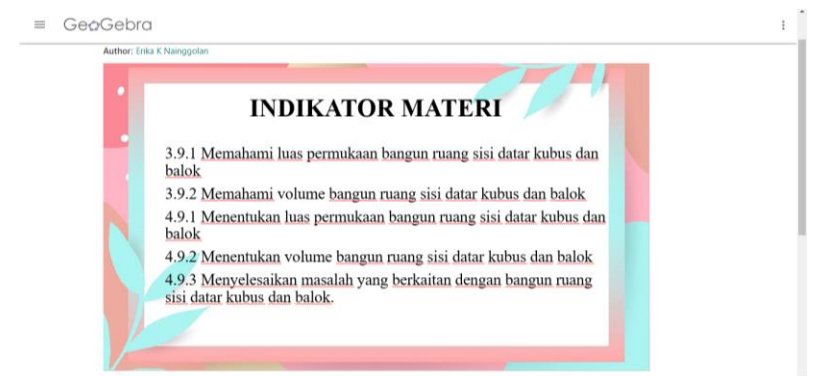 GeoGebra
Author: Erika K Nainggolan
INDIKATOR MATERI
3.9.1 Memahami luas permukaan bangun ruang sisi datar kubus dan
balok
3.9.2 Memahami volume bangun ruang sisi datar kubus dan balok
4.9.1 Menentukan luas permukaan bangun ruang sisi datar kubus dan
balok
4.9.2 Menentukan volume bangun ruang sisi datar kubus dan balok
4.9.3 Menyelesaikan masalah yang berkaitan dengan bangun ruang
sisi datar kubus dan balok.